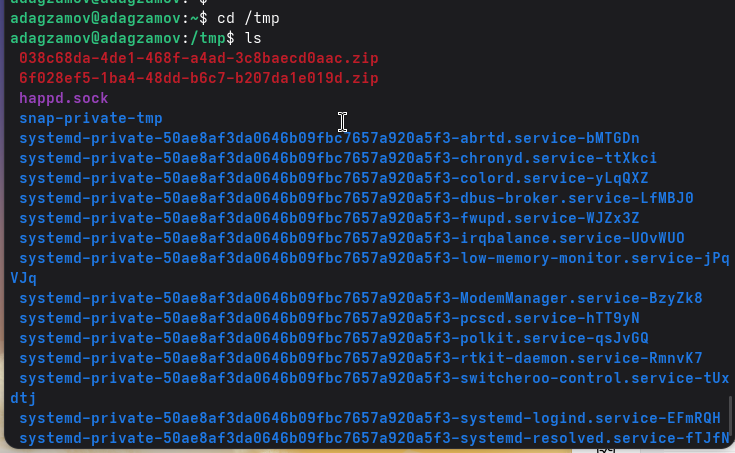 adagzamov@adagzamov:~$ cd /tmp
adagzamov@adagzamov:/tmp$ ls
038c68da-4de1-468f-a4ad-3c8baecd0aac.zip
6f028ef5-1ba4-48dd-b6c7-b207da1e019d.zip
happd.sock
snap-private-tmp
systemd-private-50ae8af3da0646b09fbc7657a920a5f3-abrtd.service-bMTGDn
systemd-private-50ae8af3da0646b09fbc7657a920a5f3-chronyd.service-ttXkci
systemd-private-50ae8af3da0646b09fbc7657a920a5f3-colord.service-yLqQXZ
systemd-private-50ae8af3da0646b09fbc7657a920a5f3-dbus-broker.service-LfMBJ0
systemd-private-50ae8af3da0646b09fbc7657a920a5f3-fwupd.service-WJZx3Z
systemd-private-50ae8af3da0646b09fbc7657a920a5f3-irqbalance.service-UOvWUO
systemd-private-50ae8af3da0646b09fbc7657a920a5f3-low-memory-monitor.service-jPq
VJq
systemd-private-50ae8af3da0646b09fbc7657a920a5f3-ModemManager.service-BzyZk8
systemd-private-50ae8af3da0646b09fbc7657a920a5f3-pcscd.service-hTT9yN
systemd-private-50ae8af3da0646b09fbc7657a920a5f3-polkit.service-qsJvGQ
systemd-private-50ae8af3da0646b09fbc7657a920a5f3-rtkit-daemon.service-RmnvK7
systemd-private-50ae8af3da0646b09fbc7657a920a5f3-switcheroo-control.service-tUx
dtj
systemd-private-50ae8af3da0646b09fbc7657a920a5f3-systemd-logind.service-EFmRQH
systemd-private-50ae8af3da0646b09fbc7657a920a5f3-systemd-resolved.service-fTJfN